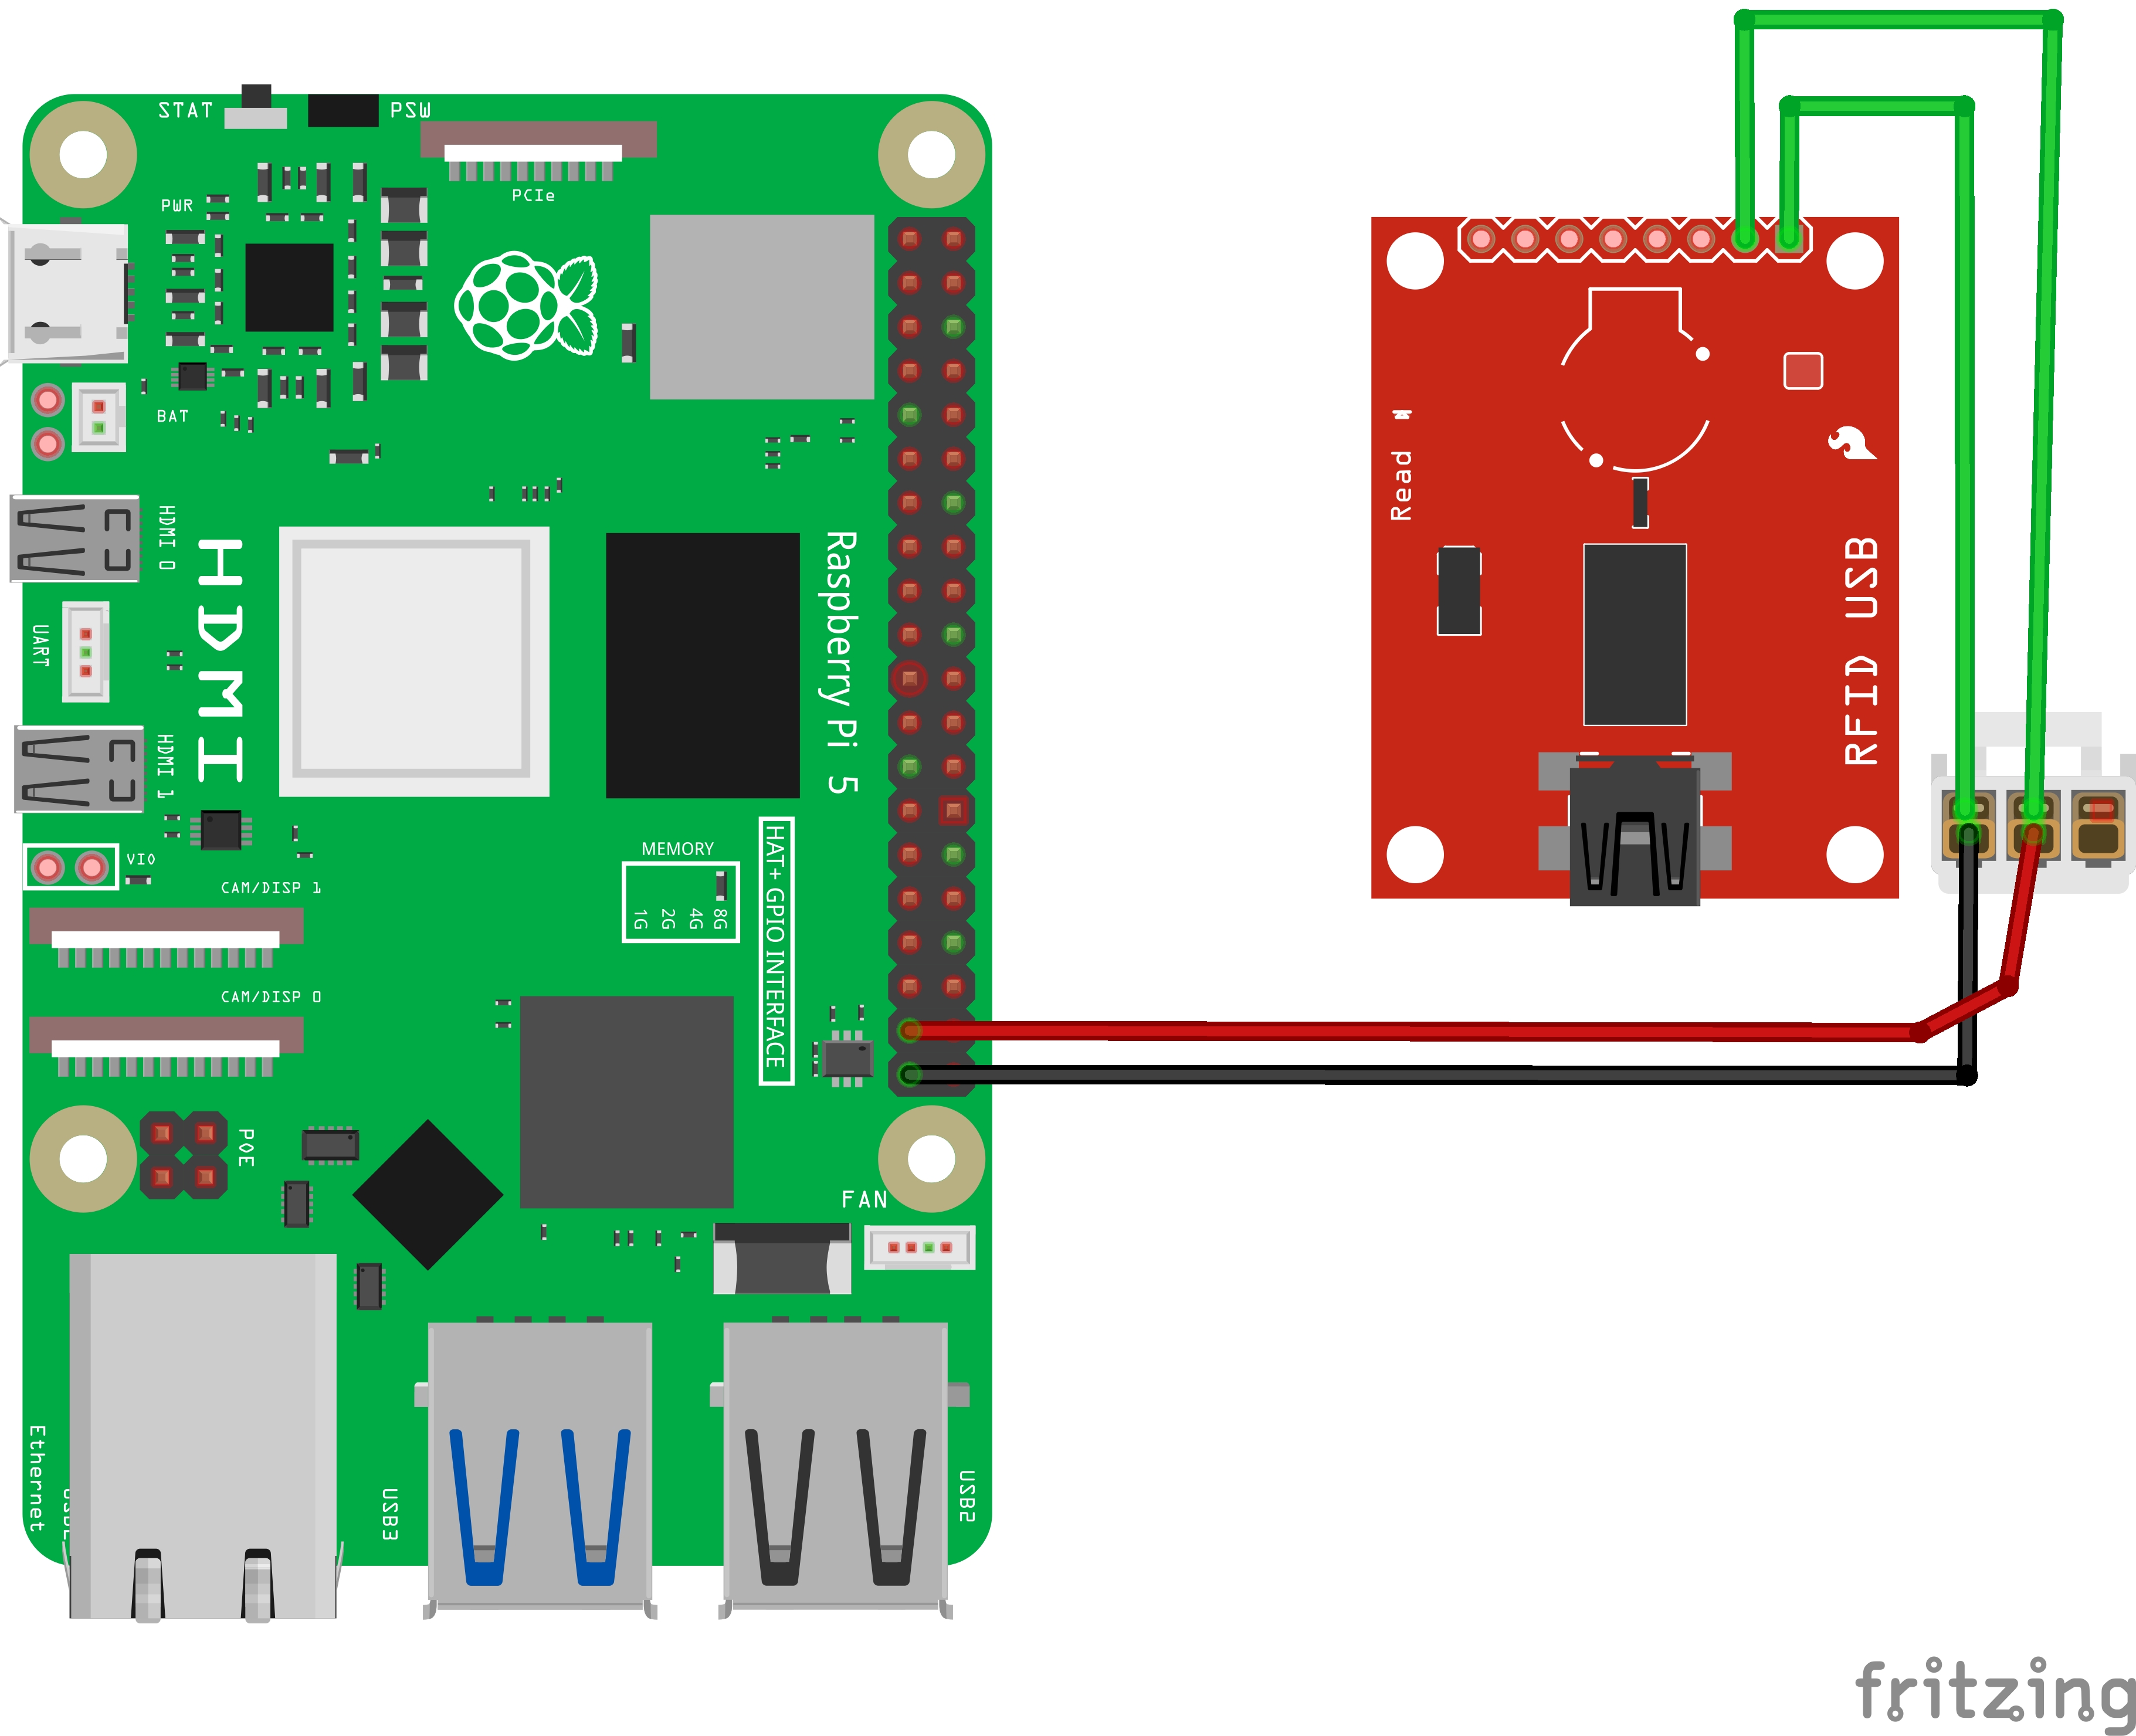 STAT
PSW
PCIe
PWR
BAT
HDMI 0
UART
HDMI
HDMI 1
Raspberry Pi 5
VIO
CAM/DISP 1
CAM/DISP 0
MEMORY
1G
2G
4G
8G
HAT+ GPIO INTERFACE
POE
FAN
Ethernet
USB3
USB2
Read
RFID USB
fritzing